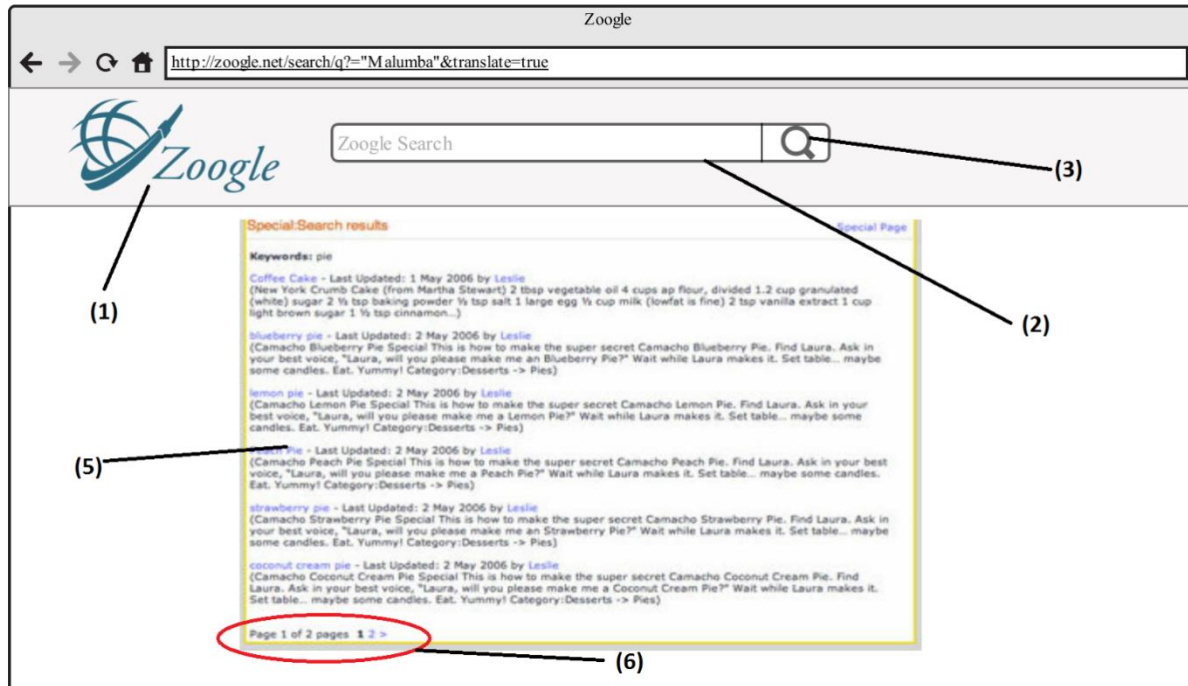 Zoogle
http://zoogle.net/search/q?="Malumba"&translate=true
Zoogle
Zoogle Search
(3)
(1)
(2)
Special:Search results Special Page
Keywords: pie
Coffee Cake - Last Updated: 1 May 2006 by Leslie
(New York Crumb Cake (from Martha Stewart) 2 tbsp vegetable oil 4 cups ap flour, divided 1.2 cup granulated
(white) sugar 2 ½ tsp baking powder ½ tsp salt 1 large egg ½ cup milk (lowfat is fine) 2 tsp vanilla extract 1 cup
light brown sugar 1 ½ tsp cinnamon...)
blueberry pie - Last Updated: 2 May 2006 by Leslie
(Camacho Blueberry Pie Special This is how to make the super secret Camacho Blueberry Pie. Find Laura. Ask in
your best voice, "Laura, will you please make me an Blueberry Pie?" Wait while Laura makes it. Set table... maybe
some candles. Eat. Yummy! Category:Desserts -> Pies)
lemon pie - Last Updated: 2 May 2006 by Leslie
(Camacho Lemon Pie Special This is how to make the super secret Camacho Lemon Pie. Find Laura. Ask in your
best voice, "Laura, will you please make me a Lemon Pie?" Wait while Laura makes it. Set table... maybe some
candles. Eat. Yummy! Category:Desserts -> Pies)
(5)
Peach Pie - Last Updated: 2 May 2006 by Leslie
(Camacho Peach Pie Special This is how to make the super secret Camacho Peach Pie. Find Laura. Ask in your best
voice, "Laura, will you please make me a Peach Pie?" Wait while Laura makes it. Set table... maybe some candles.
Eat. Yummy! Category:Desserts -> Pies)
strawberry pie - Last Updated: 2 May 2006 by Leslie
(Camacho Strawberry Pie Special This is how to make the super secret Camacho Strawberry Pie. Find Laura. Ask in
your best voice, "Laura, will you please make me an Strawberry Pie?" Wait while Laura makes it. Set table... maybe
some candles. Eat. Yummy! Category:Desserts -> Pies)
coconut cream pie - Last Updated: 2 May 2006 by Leslie
(Camacho Coconut Cream Pie Special This is how to make the super secret Camacho Coconut Cream Pie. Find
Laura. Ask in your best voice, "Laura, will you please make me a Coconut Cream Pie?" Wait while Laura makes it.
Set table... maybe some candles. Eat. Yummy! Category:Desserts -> Pies)
Page 1 of 2 pages 1 2 >
(6)